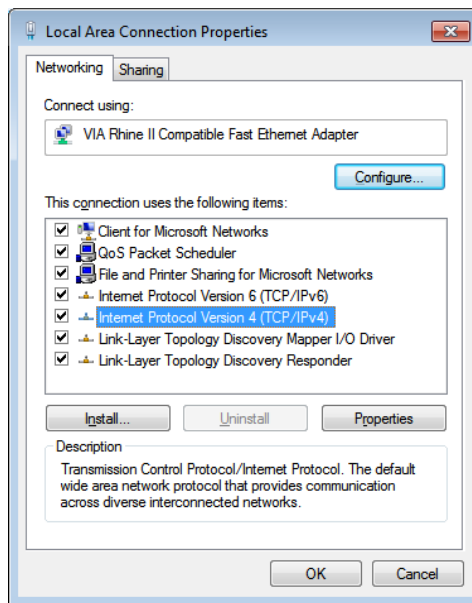 Local Area Connection Properties
Networking
Sharing
Connect using:
VIA Rhine II Compatible Fast Ethernet Adapter
Configure...
This connection uses the following items:
Client for Microsoft Networks
QoS Packet Scheduler
File and Printer Sharing for Microsoft Networks
Internet Protocol Version 6 (TCP/IPv6)
Internet Protocol Version 4 (TCP/IPv4)
Link-Layer Topology Discovery Mapper I/O Driver
Link-Layer Topology Discovery Responder
Install...
Uninstall
Properties
Description
Transmission Control Protocol/Internet Protocol. The default
wide area network protocol that provides communication
across diverse interconnected networks.
OK
Cancel